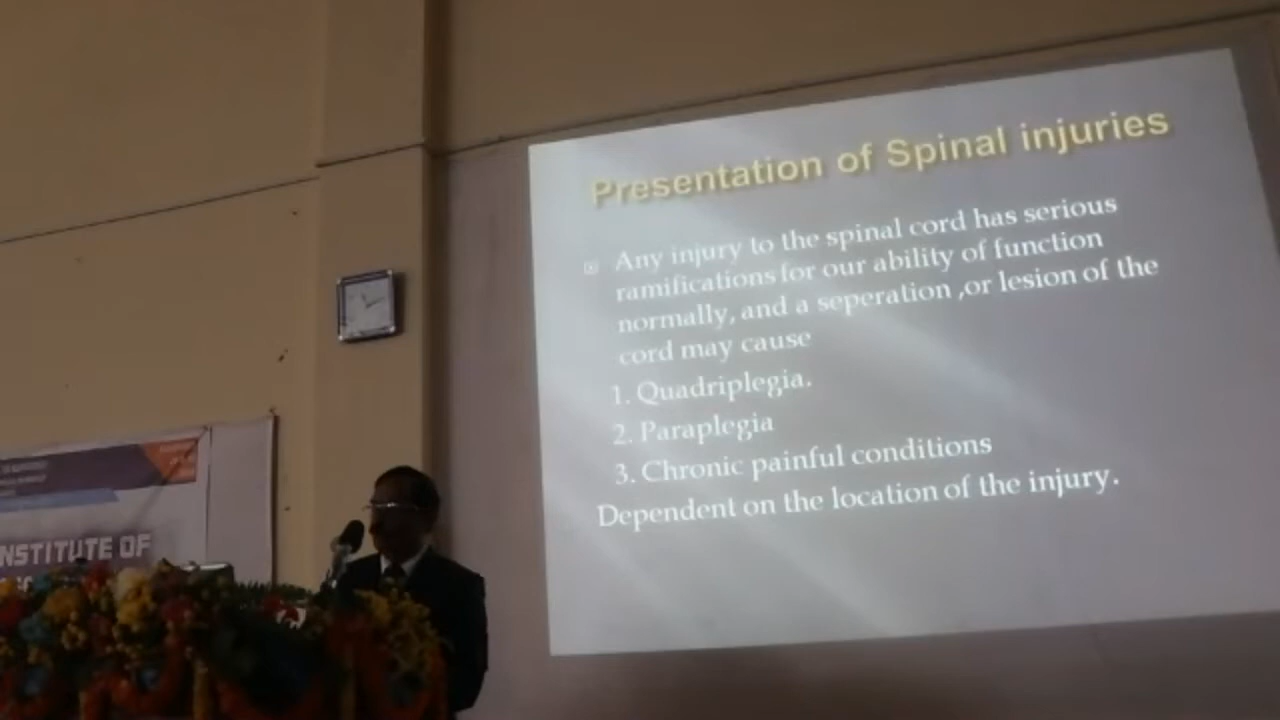 Presentation of Spinal injuries
Any injury to the spinal cord has serious
ramifications for our ability of function
normally, and a seperation ,or lesion of the
cord may cause
1. Quadriplegia.
2. Paraplegia
3. Chronic painful conditions
Dependent on the location of the injury.
NSTITUTE OF